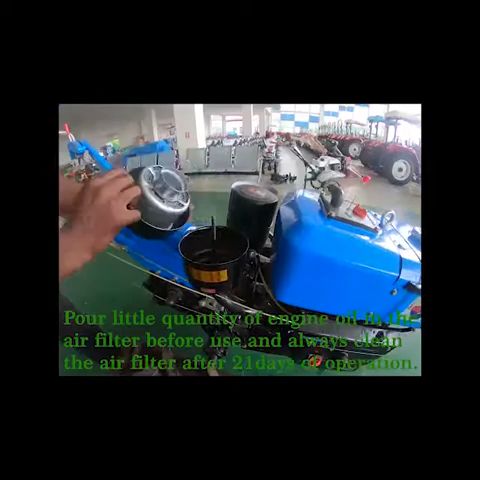 Pour little quantity of engine oil in the
air filter before use.and always clean
the air filter after 21days of operation.